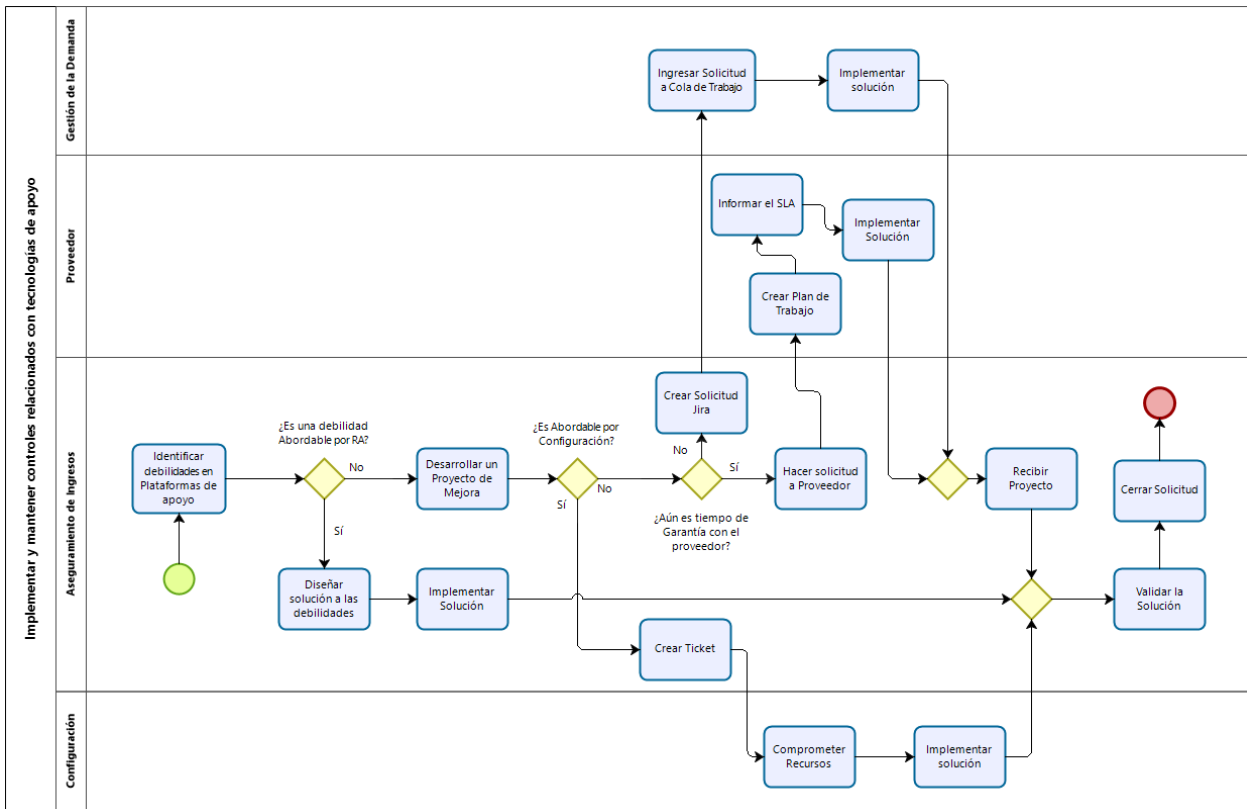 Implementar y mantener controles relacionados con tecnologías de apoyo
Gestión de la Demanda
Ingresar Solicitud
a Cola de Trabajo
Implementar
solución
Proveedor
Informar el SLA
Implementar
Solución
Crear Plan de
Trabajo
Aseguramiento de Ingresos
Identificar
debilidades en
Plataformas de
apoyo
¿Es una debilidad
Abordable por RA?
No
Sí
Desarrollar un
Proyecto de
Mejora
¿Es Abordable por
Configuración?
No
Sí
Crear Solicitud
Jira
No
Sí
¿Aún es tiempo de
Garantía con el
proveedor?
Hacer solicitud
a Proveedor
Recibir
Proyecto
Cerrar Solicitud
Diseñar
solución a las
debilidades
Implementar
Solución
Validar la
Solución
Crear Ticket
Configuración
Comprometer
Recursos
Implementar
solución